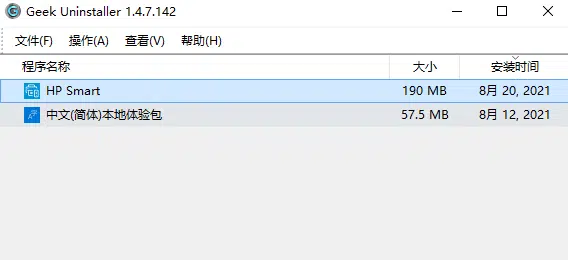 Geek Uninstaller 1.4.7.142
文件(F) 操作(A) 查看(V) 帮助(H)
程序名称 大小 安装时间
HP Smart 190 MB 8月 20, 2021
中文(简体)本地体验包 57.5 MB 8月 12, 2021